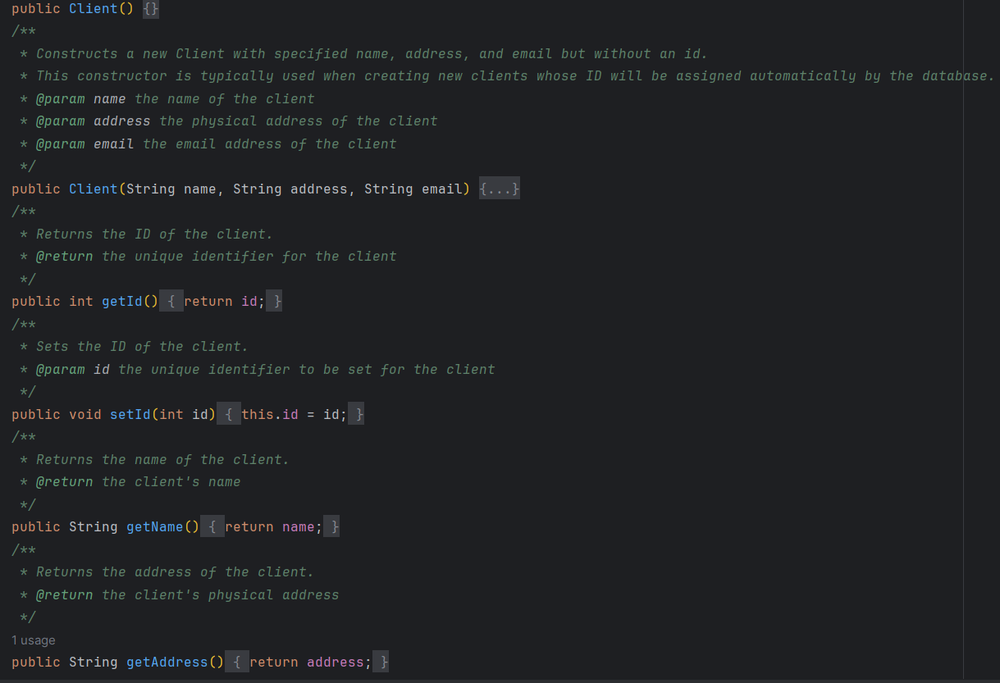 public Client() {}
/**
 * Constructs a new Client with specified name, address, and email but without an id.
 * This constructor is typically used when creating new clients whose ID will be assigned automatically by the database.
 * @param name the name of the client
 * @param address the physical address of the client
 * @param email the email address of the client
 */
public Client(String name, String address, String email) {...}
/**
 * Returns the ID of the client.
 * @return the unique identifier for the client
 */
public int getId() { return id; }
/**
 * Sets the ID of the client.
 * @param id the unique identifier to be set for the client
 */
public void setId(int id) { this.id = id; }
/**
 * Returns the name of the client.
 * @return the client's name
 */
public String getName() { return name; }
/**
 * Returns the address of the client.
 * @return the client's physical address
 */
1 usage
public String getAddress() { return address; }